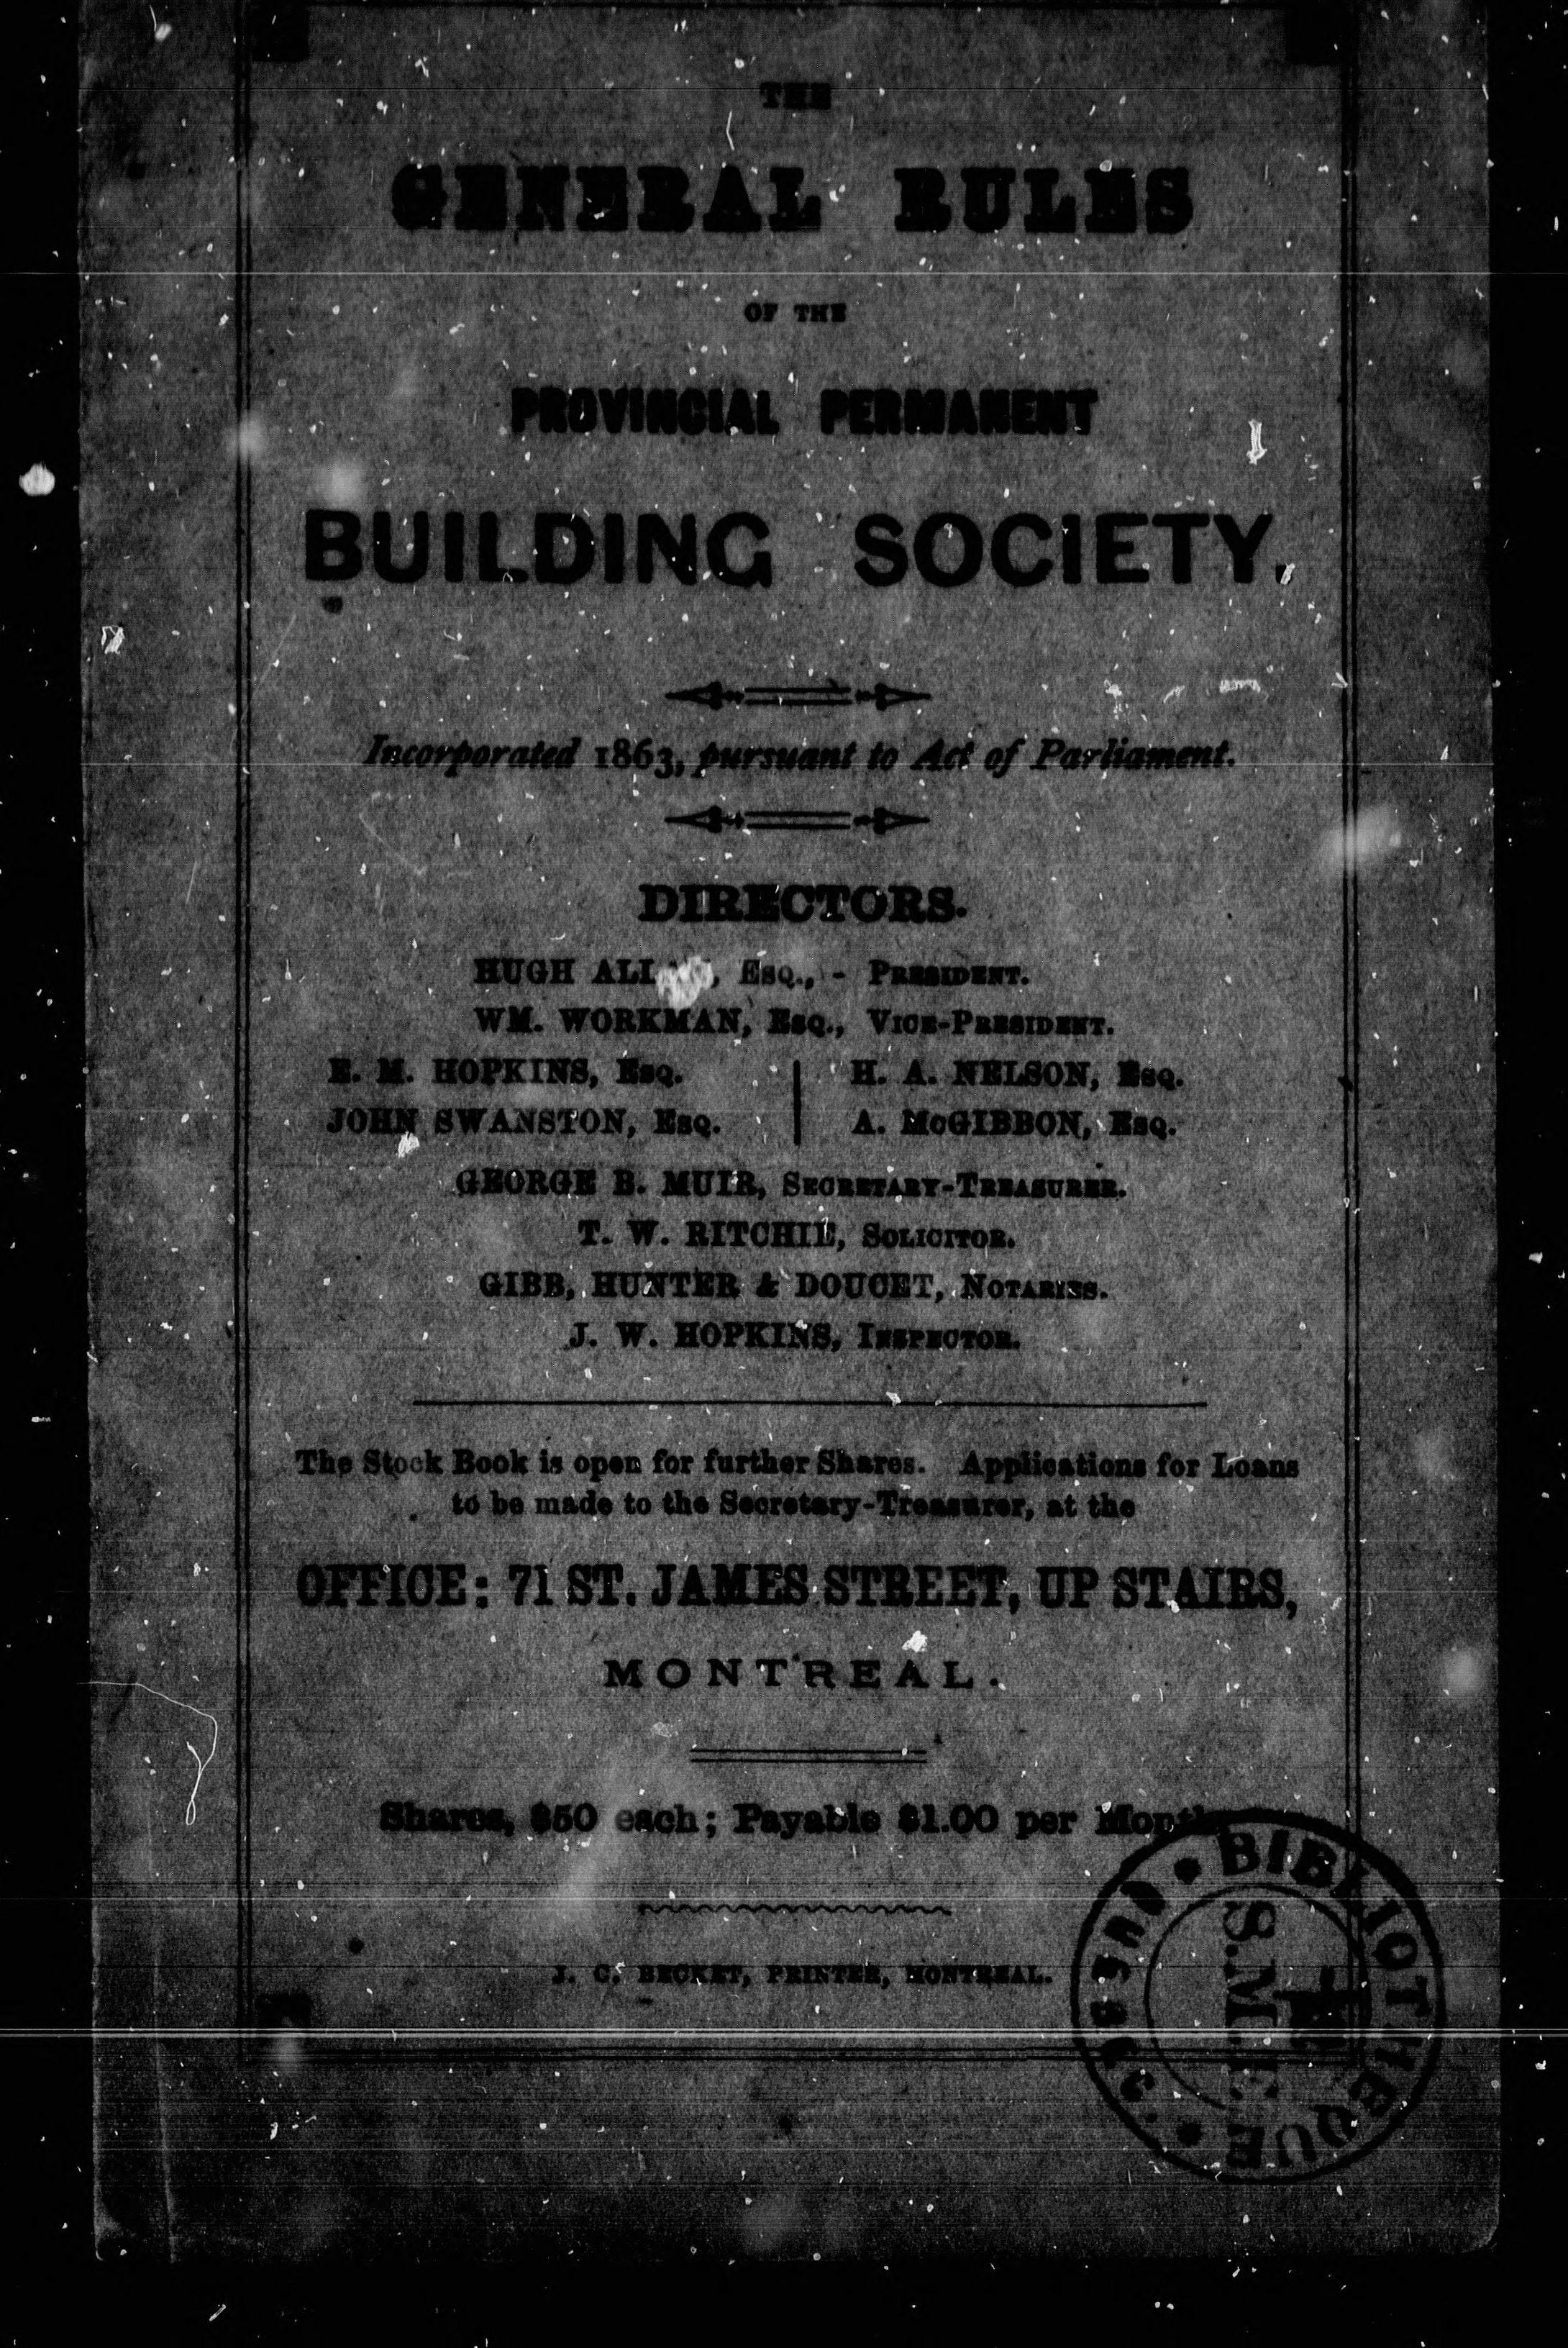 THE
GENERAL RULES
OF THE
PROVINCIAL PERMANENT
BUILDING SOCIETY.
Incorporated 1863, pursuant to Act of Parliament.
DIRECTORS.
HUGH Esq., - President.
WM. WORKMAN, Esq., Vice-President.
E. M. HOPKINS, Esq. H. A. NELSON, Esq.
JOHN SWANSTON, Esq. A. McGIBBON, Esq.
GEORGE B. MUIR, Secretary-Treasurer.
T. W. RITCHIE, Solicitor.
GIBB, HUNTER & DOUCET, Notaries.
J. W. HOPKINS, Inspector.
The Stock Book is open for further Shares. Applications for Loans
to be made to the Secretary-Treasurer, at the
OFFICE: 71 ST. JAMES STREET, UP STAIRS,
MONTREAL.
Shares, $50 each; Payable $1.00 per Month
J. C. BECKET, PRINTER, MONTREAL.
BIBLIOTHEQUE
S.M.E